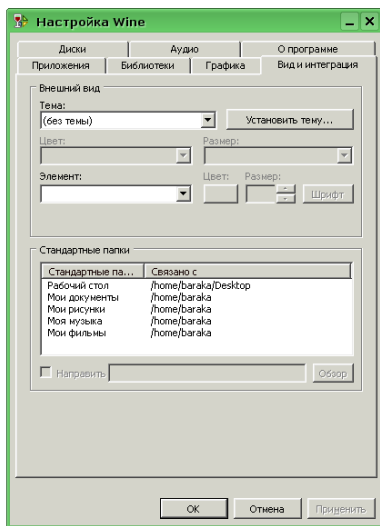 Настройка Wine
Диски Аудио О программе
Приложения Библиотеки Графика Вид и интеграция
Внешний вид
Тема:
(без темы) Установить тему...
Цвет: Размер:
Элемент: Цвет: Размер:
Шрифт
Стандартные папки
Стандартные па... Связано с
Рабочий стол /home/baraka/Desktop
Мои документы /home/baraka
Мои рисунки /home/baraka
Моя музыка /home/baraka
Мои фильмы /home/baraka
Направить Обзор
OK Отмена Применить